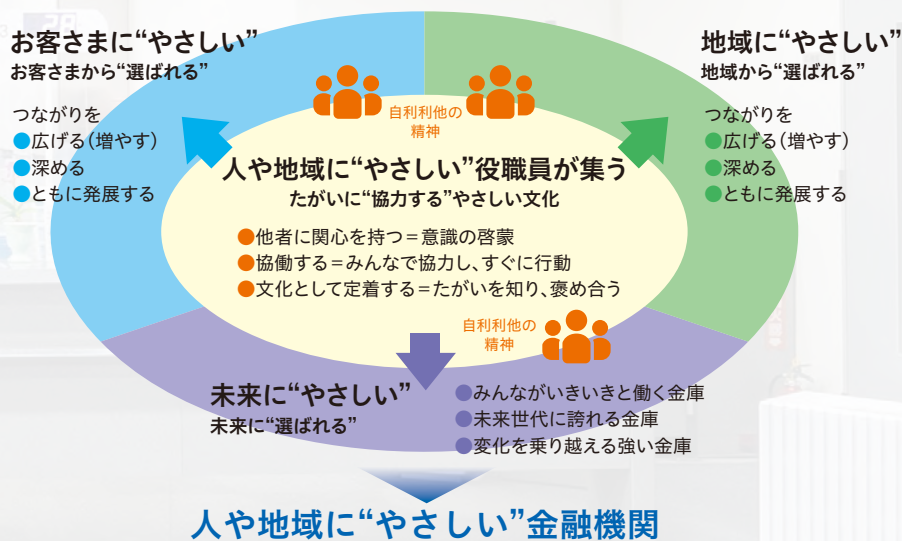 お客さまに“やさしい”
お客さまから“選ばれる”
つながりを
●広げる（増やす）
●深める
●ともに発展する
地域に“やさしい”
地域から“選ばれる”
つながりを
●広げる（増やす）
●深める
●ともに発展する
自利利他の
精神
人や地域に“やさしい”役職員が集う
たがいに“協力する”やさしい文化
●他者に関心を持つ＝意識の啓蒙
●協働する＝みんなで協力し、すぐに行動
●文化として定着する＝たがいを知り、褒め合う
自利利他の
精神
未来に“やさしい”
未来に“選ばれる”
●みんながいきいきと働く金庫
●未来世代に誇れる金庫
●変化を乗り越える強い金庫
人や地域に“やさしい”金融機関